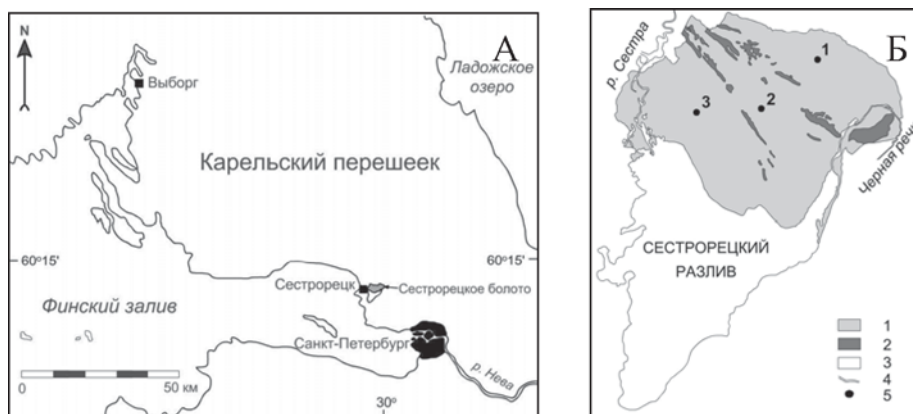 N
А
Выборг
Ладожское
озеро
Карельский перешеек
60°15'
60°15'
Сестрорецк
Сестрорецкое болото
Финский залив
Санкт-Петербург
р. Нева
0
50 км
30°
Б
р. Сестра
1
2
3
Черная речка
СЕСТРОРЕЦКИЙ
РАЗЛИВ
1
2
3
4
5